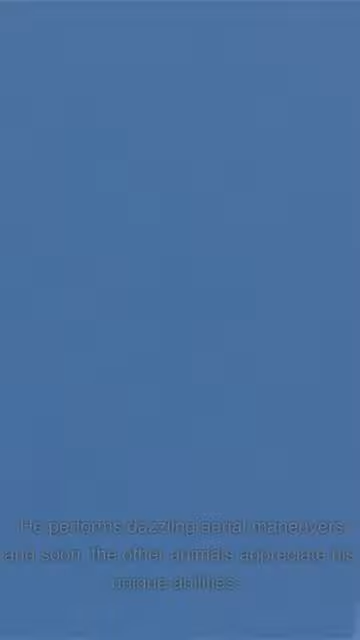 He performs dazzling aerial maneuvers
and soon, the other animals appreciate his
unique abilities.